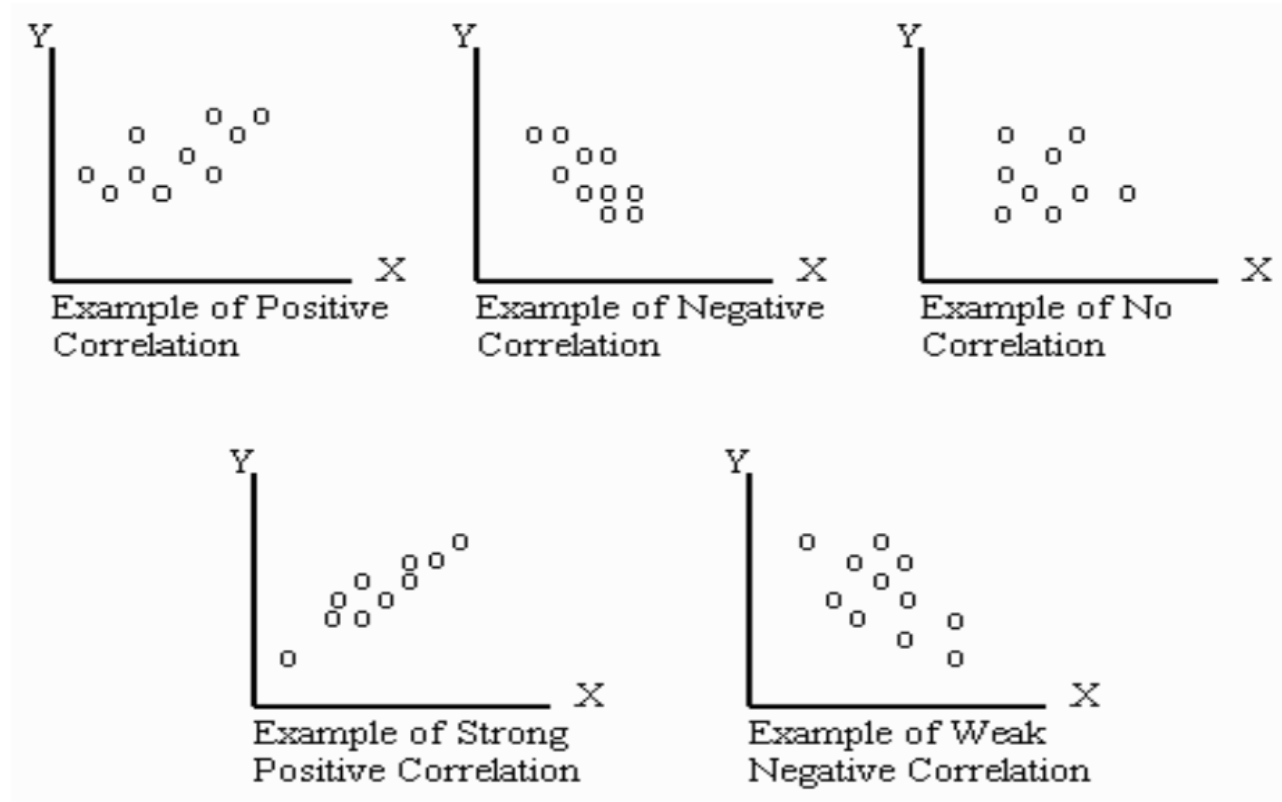 Y
Y
Y
X
X
X
Example of Positive
Correlation
Example of Negative
Correlation
Example of No
Correlation
Y
Y
X
X
Example of Strong
Positive Correlation
Example of Weak
Negative Correlation